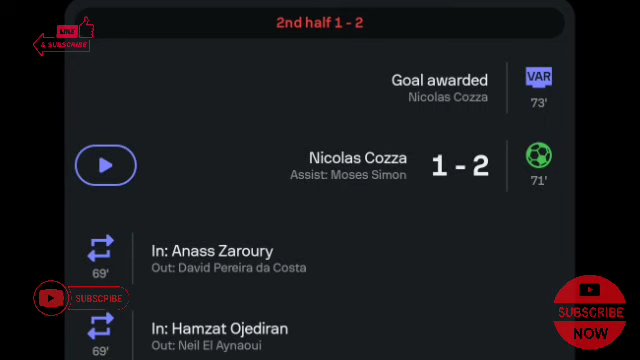 2nd half 1 - 2
LIKE
& SUBSCRIBE
Goal awarded
Nicolas Cozza
VAR
73'
Nicolas Cozza
Assist: Moses Simon
1 - 2
71'
In: Anass Zaroury
Out: David Pereira da Costa
69'
SUBSCRIBE
SUBSCRIBE
NOW
In: Hamzat Ojediran
Out: Neil El Aynaoui
69'